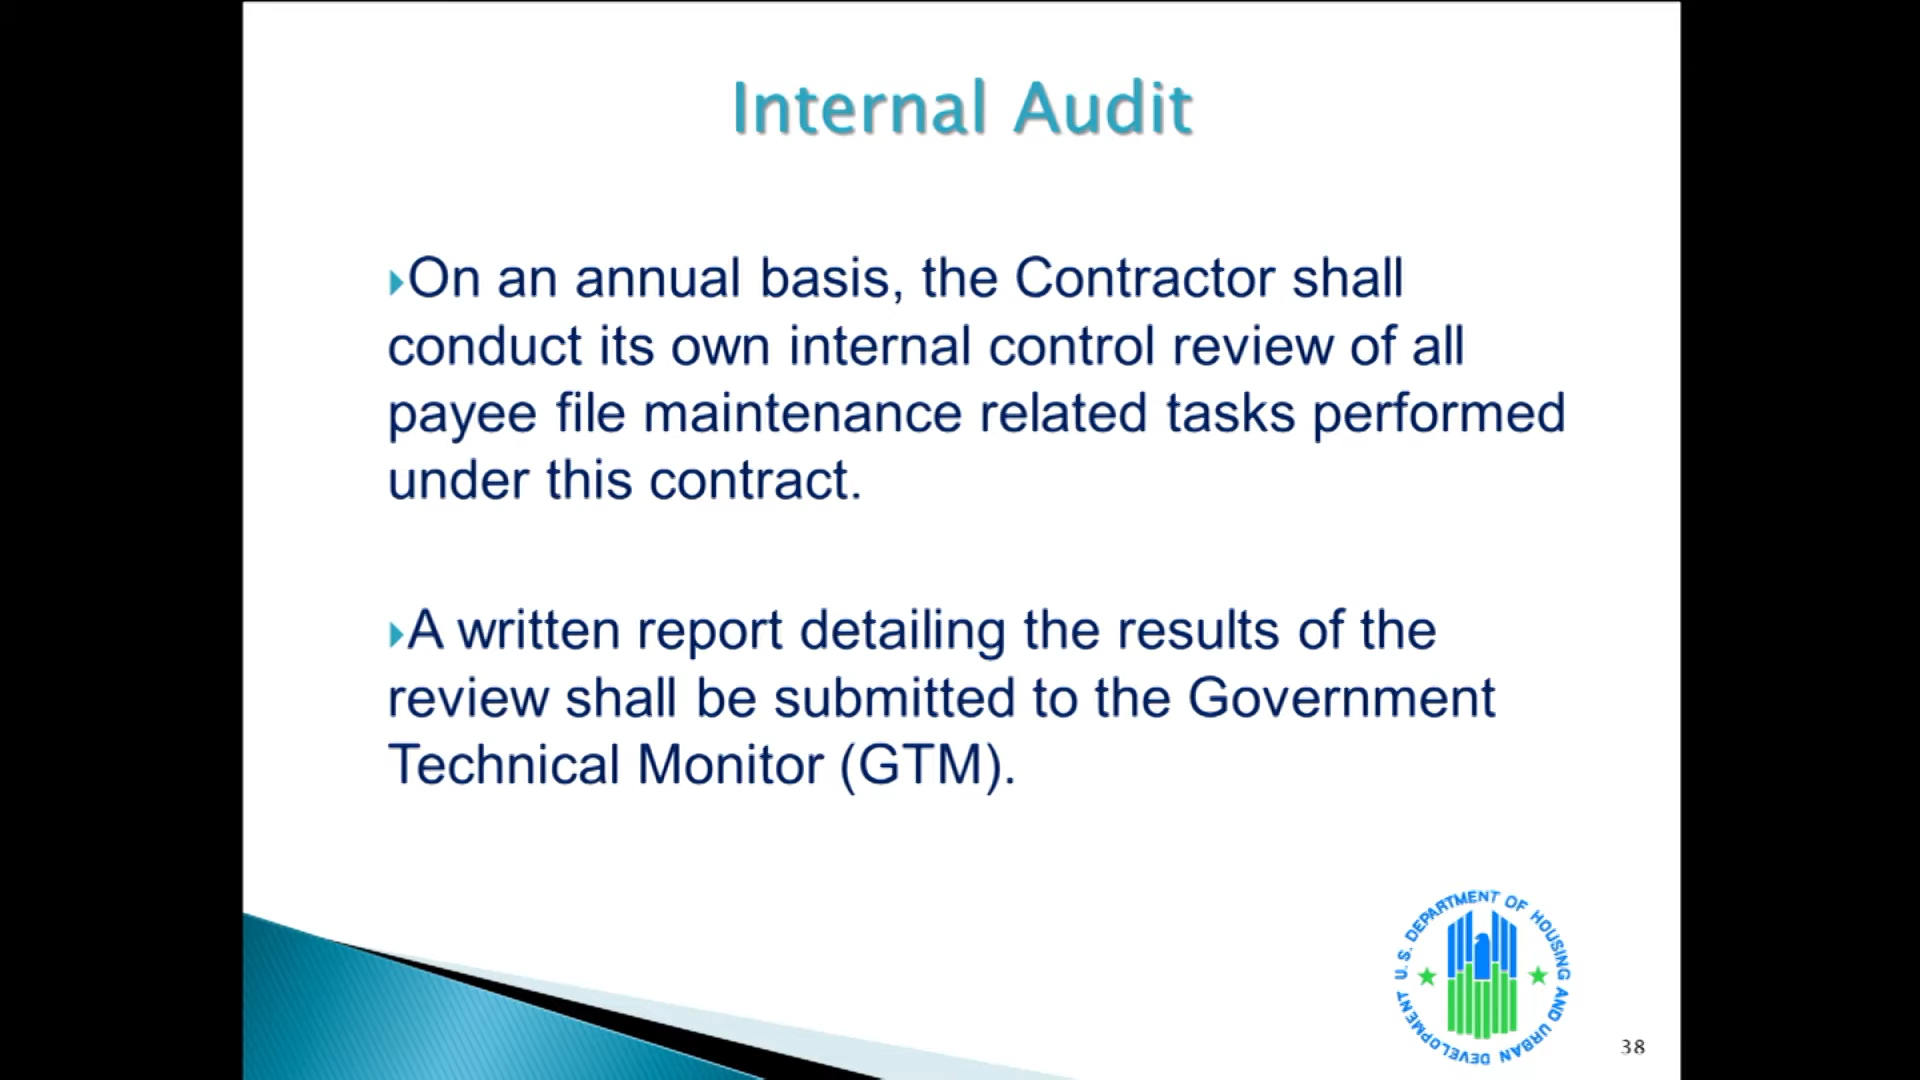 Internal Audit
On an annual basis, the Contractor shall
conduct its own internal control review of all
payee file maintenance related tasks performed
under this contract.
A written report detailing the results of the
review shall be submitted to the Government
Technical Monitor (GTM).
U.S. DEPARTMENT OF HOUSING AND URBAN DEVELOPMENT
38